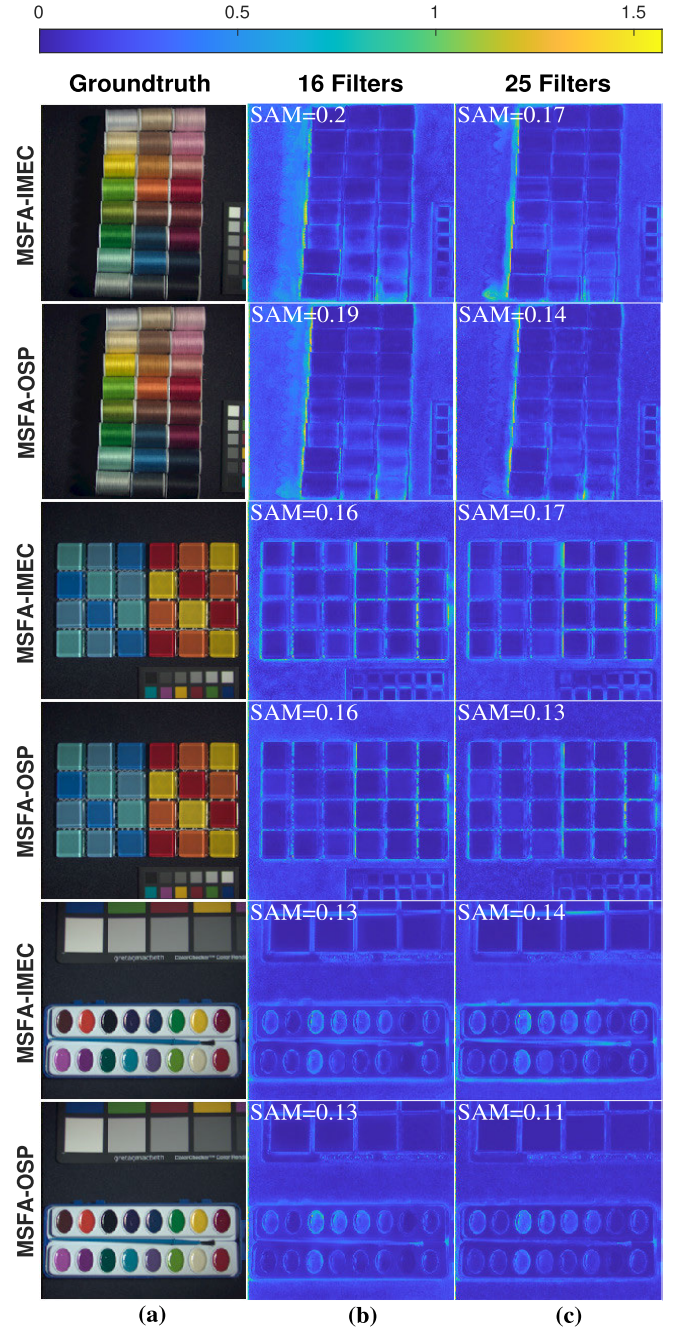 0 0.5 1 1.5
Groundtruth 16 Filters 25 Filters
MSFA-IMEC
SAM=0.2 SAM=0.17
MSFA-OSP
SAM=0.19 SAM=0.14
MSFA-IMEC
SAM=0.16 SAM=0.17
MSFA-OSP
SAM=0.16 SAM=0.13
MSFA-IMEC
SAM=0.13 SAM=0.14
gretagmacbeth
MSFA-OSP
SAM=0.13 SAM=0.11
gretagmacbeth
(a) (b) (c)